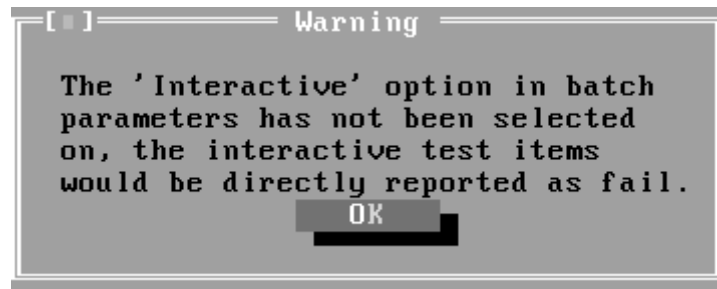 Warning
The 'Interactive' option in batch
parameters has not been selected
on, the interactive test items
would be directly reported as fail.
OK